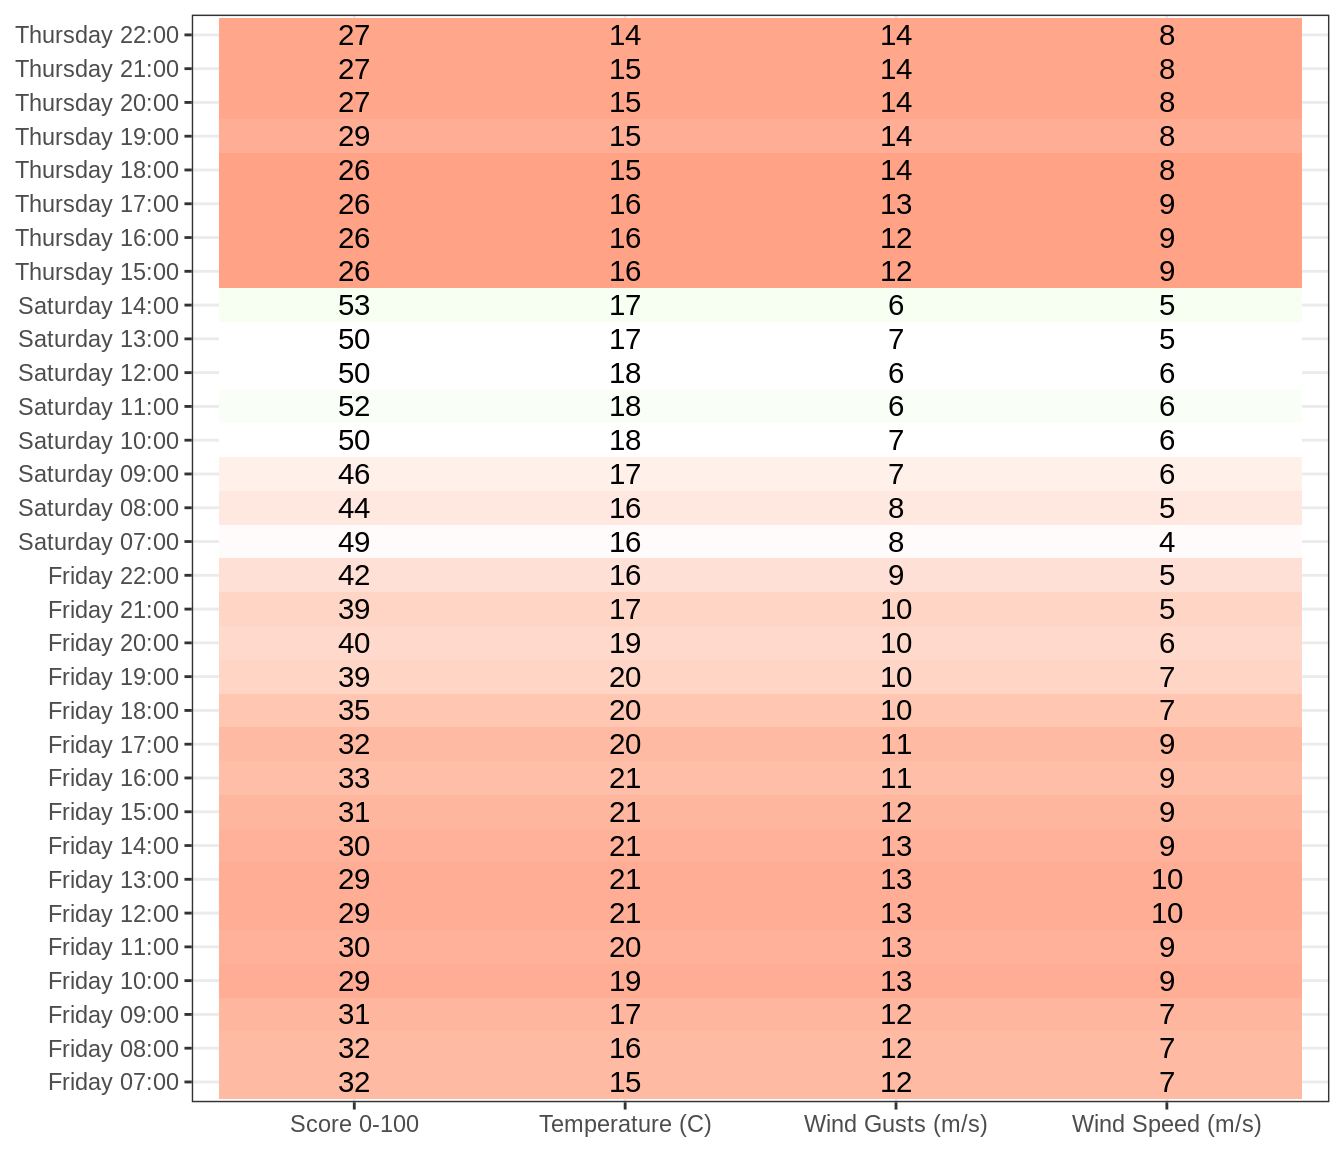 Thursday 22:00 27 14 14 8
Thursday 21:00 27 15 14 8
Thursday 20:00 27 15 14 8
Thursday 19:00 29 15 14 8
Thursday 18:00 26 15 14 8
Thursday 17:00 26 16 13 9
Thursday 16:00 26 16 12 9
Thursday 15:00 26 16 12 9
Saturday 14:00 53 17 6 5
Saturday 13:00 50 17 7 5
Saturday 12:00 50 18 6 6
Saturday 11:00 52 18 6 6
Saturday 10:00 50 18 7 6
Saturday 09:00 46 17 7 6
Saturday 08:00 44 16 8 5
Saturday 07:00 49 16 8 4
Friday 22:00 42 16 9 5
Friday 21:00 39 17 10 5
Friday 20:00 40 19 10 6
Friday 19:00 39 20 10 7
Friday 18:00 35 20 10 7
Friday 17:00 32 20 11 9
Friday 16:00 33 21 11 9
Friday 15:00 31 21 12 9
Friday 14:00 30 21 13 9
Friday 13:00 29 21 13 10
Friday 12:00 29 21 13 10
Friday 11:00 30 20 13 9
Friday 10:00 29 19 13 9
Friday 09:00 31 17 12 7
Friday 08:00 32 16 12 7
Friday 07:00 32 15 12 7
Score 0-100 Temperature (C) Wind Gusts (m/s) Wind Speed (m/s)